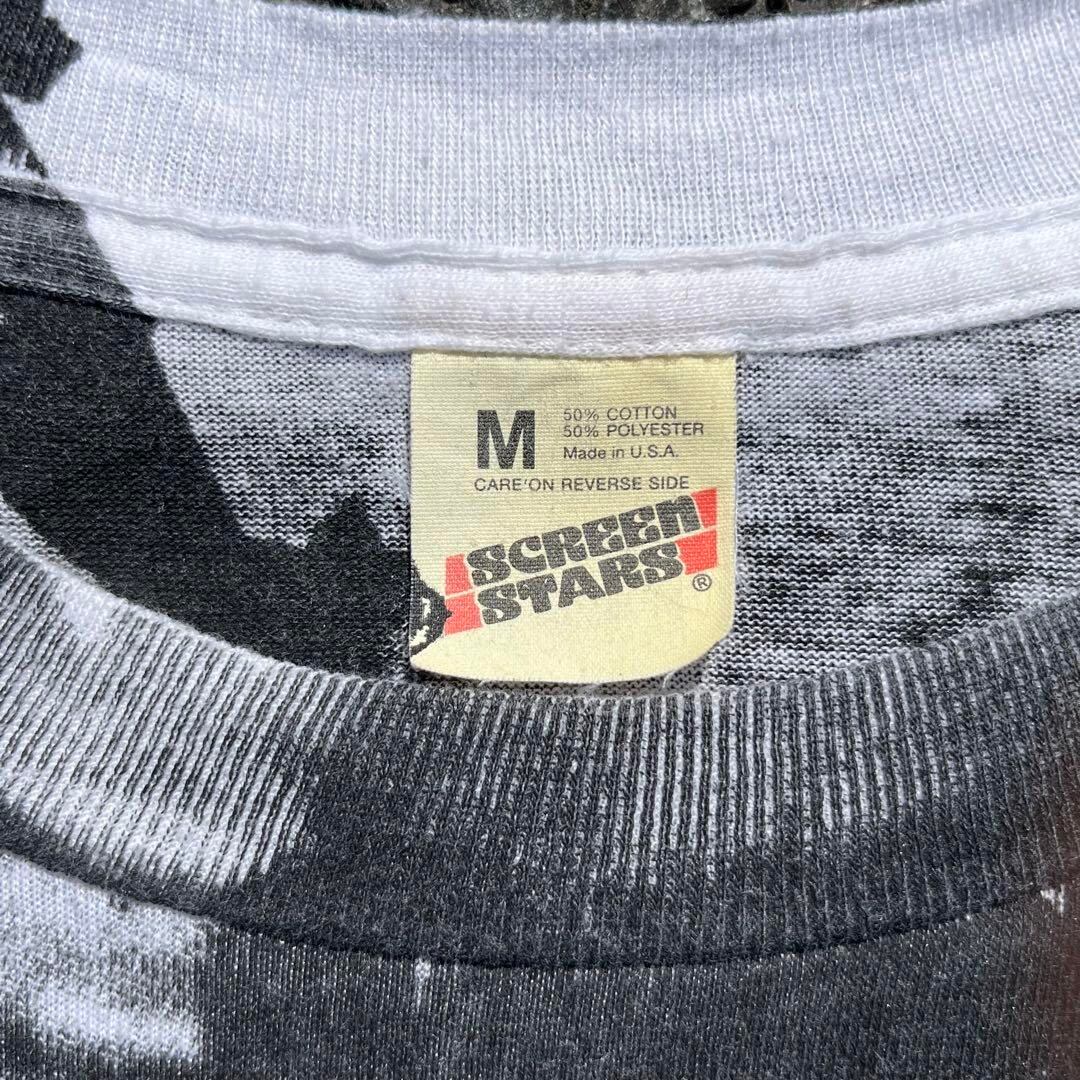 M
50% COTTON
50% POLYESTER
Made in U.S.A.
CARE'ON REVERSE SIDE
SCREEN
STARS®